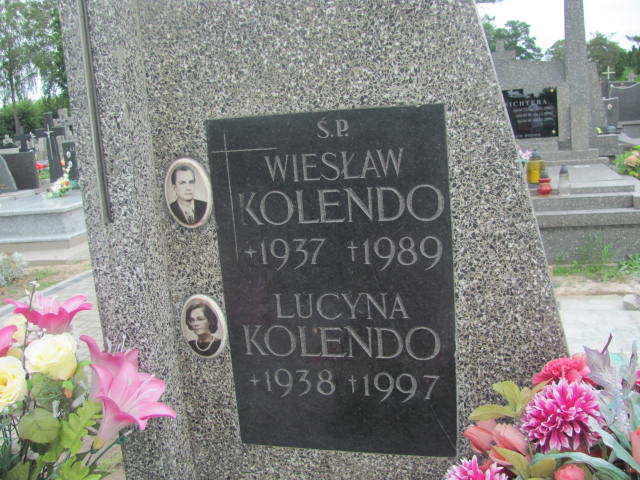 Ś.P.
WIESŁAW
KOLENDO
+1937 †1989
LUCYNA
KOLENDO
+1938 †1997